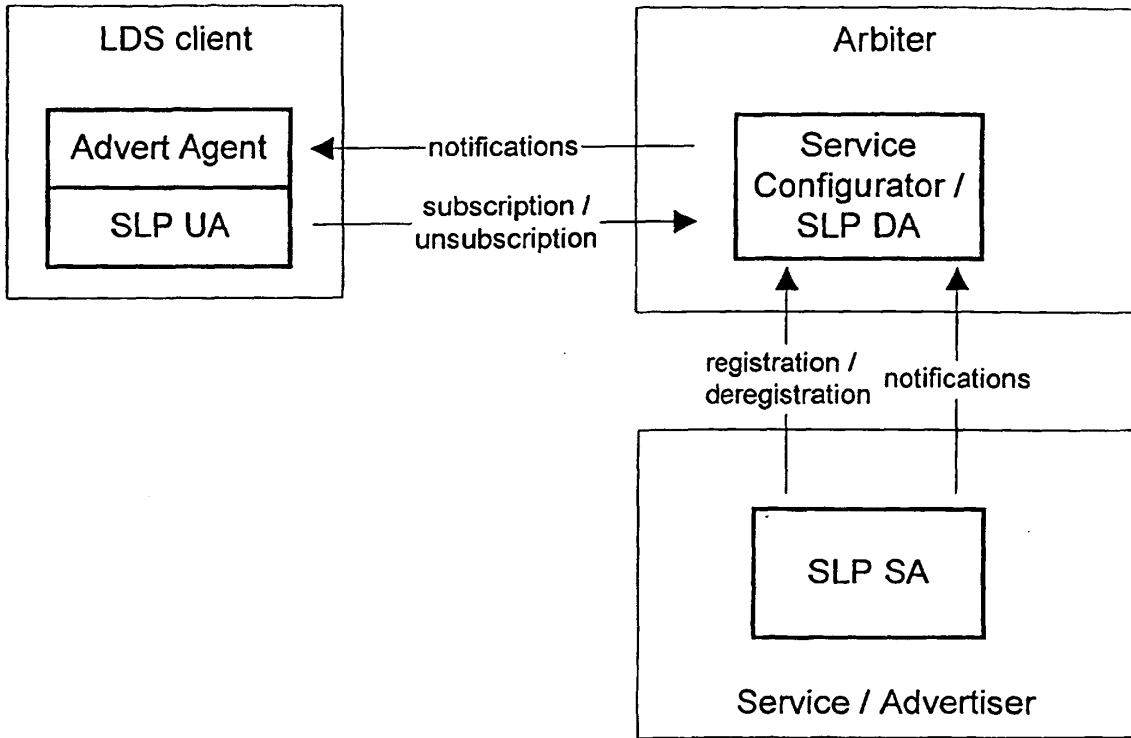 LDS client
Advert Agent
SLP UA
notifications
subscription /
unsubscription
Arbiter
Service
Configurator /
SLP DA
registration /
deregistration
notifications
SLP SA
Service / Advertiser